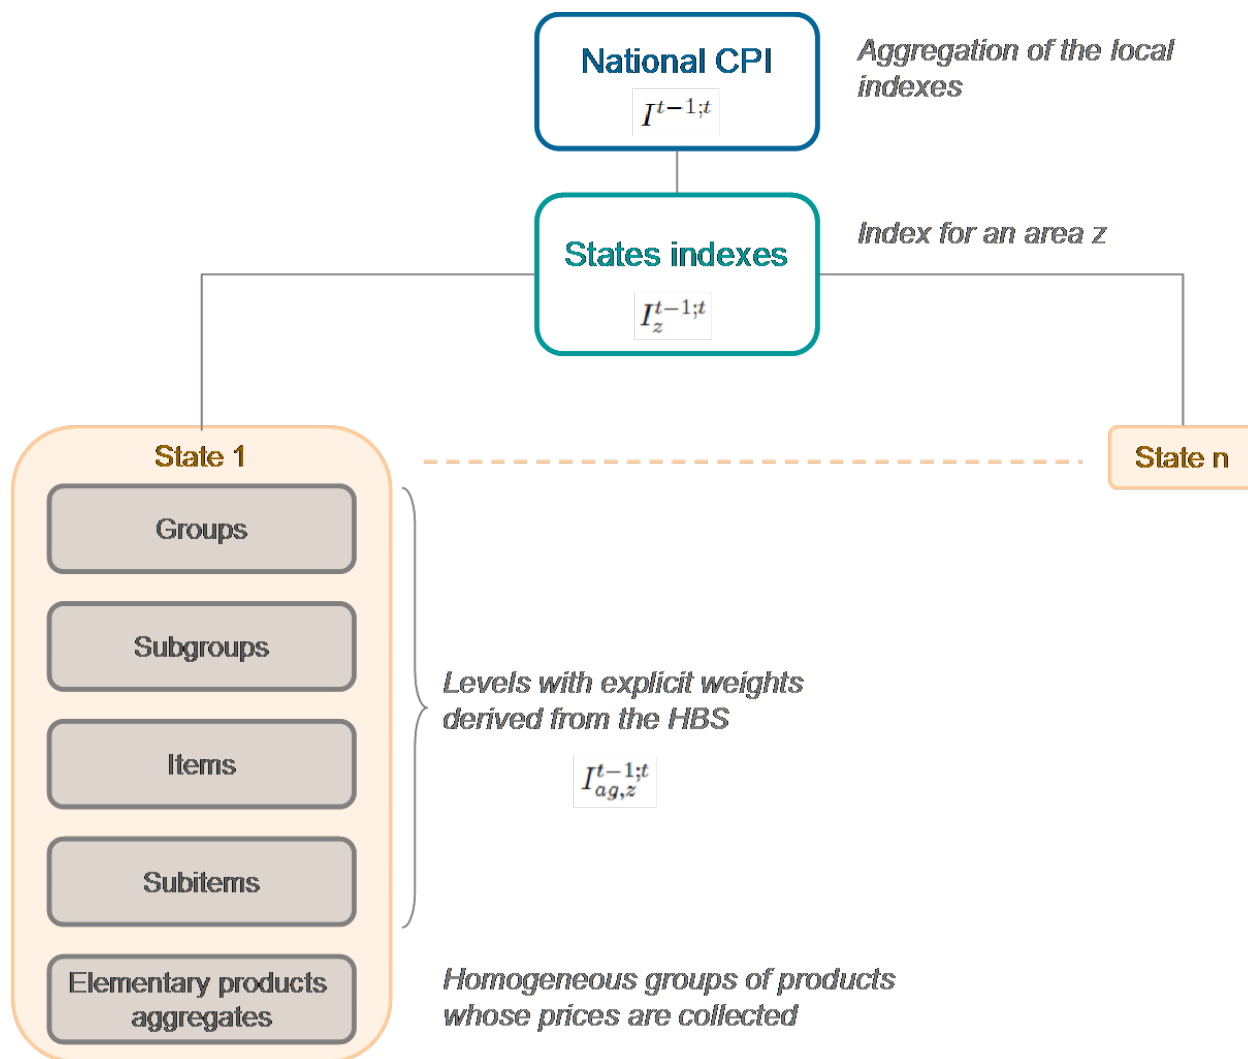 National CPI
I^{t-1;t}
Aggregation of the local
indexes
States indexes
I_z^{t-1;t}
Index for an area z
State 1
State n
Groups
Subgroups
Items
Subitems
Levels with explicit weights
derived from the HBS
I_{ag,z}^{t-1;t}
Elementary products
aggregates
Homogeneous groups of products
whose prices are collected